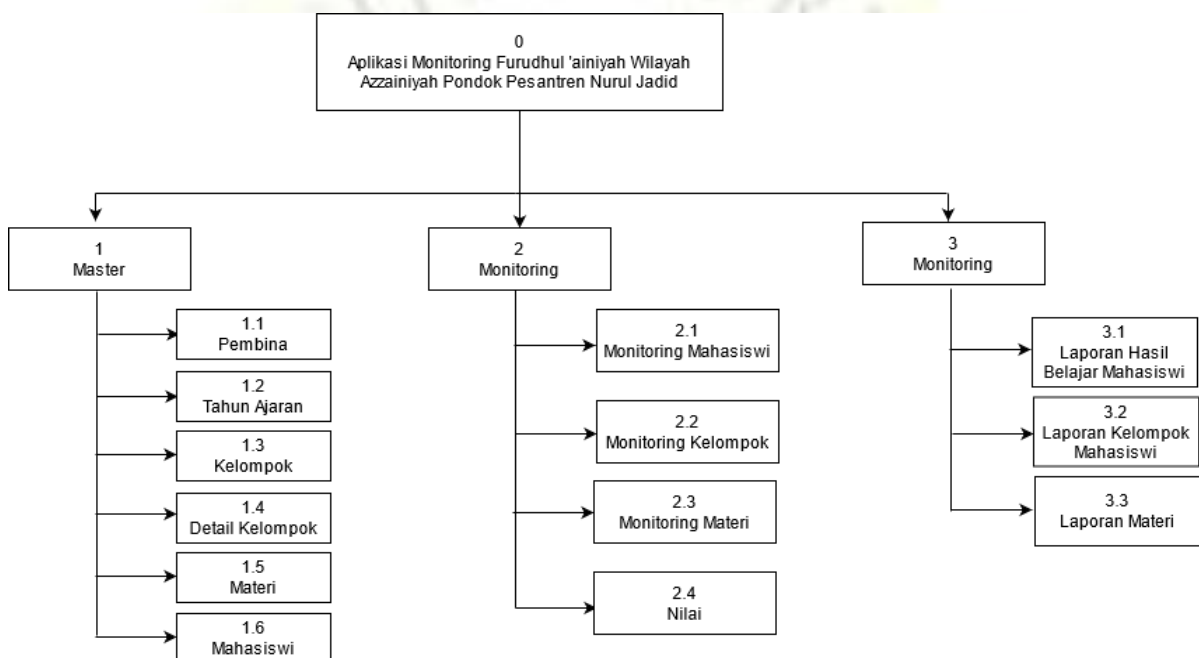 0
Aplikasi Monitoring Furudhul 'ainiyah Wilayah
Azzainiyah Pondok Pesantren Nurul Jadid
1
Master
1.1
Pembina
1.2
Tahun Ajaran
1.3
Kelompok
1.4
Detail Kelompok
1.5
Materi
1.6
Mahasiswi
2
Monitoring
2.1
Monitoring Mahasiswi
2.2
Monitoring Kelompok
2.3
Monitoring Materi
2.4
Nilai
3
Monitoring
3.1
Laporan Hasil
Belajar Mahasiswi
3.2
Laporan Kelompok
Mahasiswi
3.3
Laporan Materi